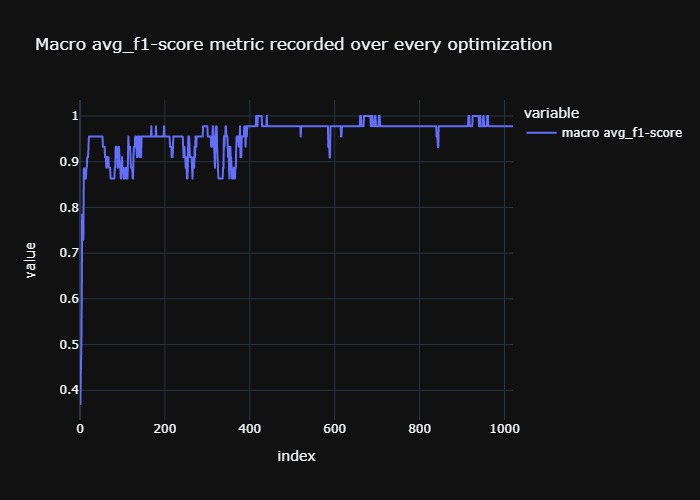 Macro avg_f1-score metric recorded over every optimization
variable
macro avg_f1-score
value
1
0.9
0.8
0.7
0.6
0.5
0.4
0
200
400
600
800
1000
index